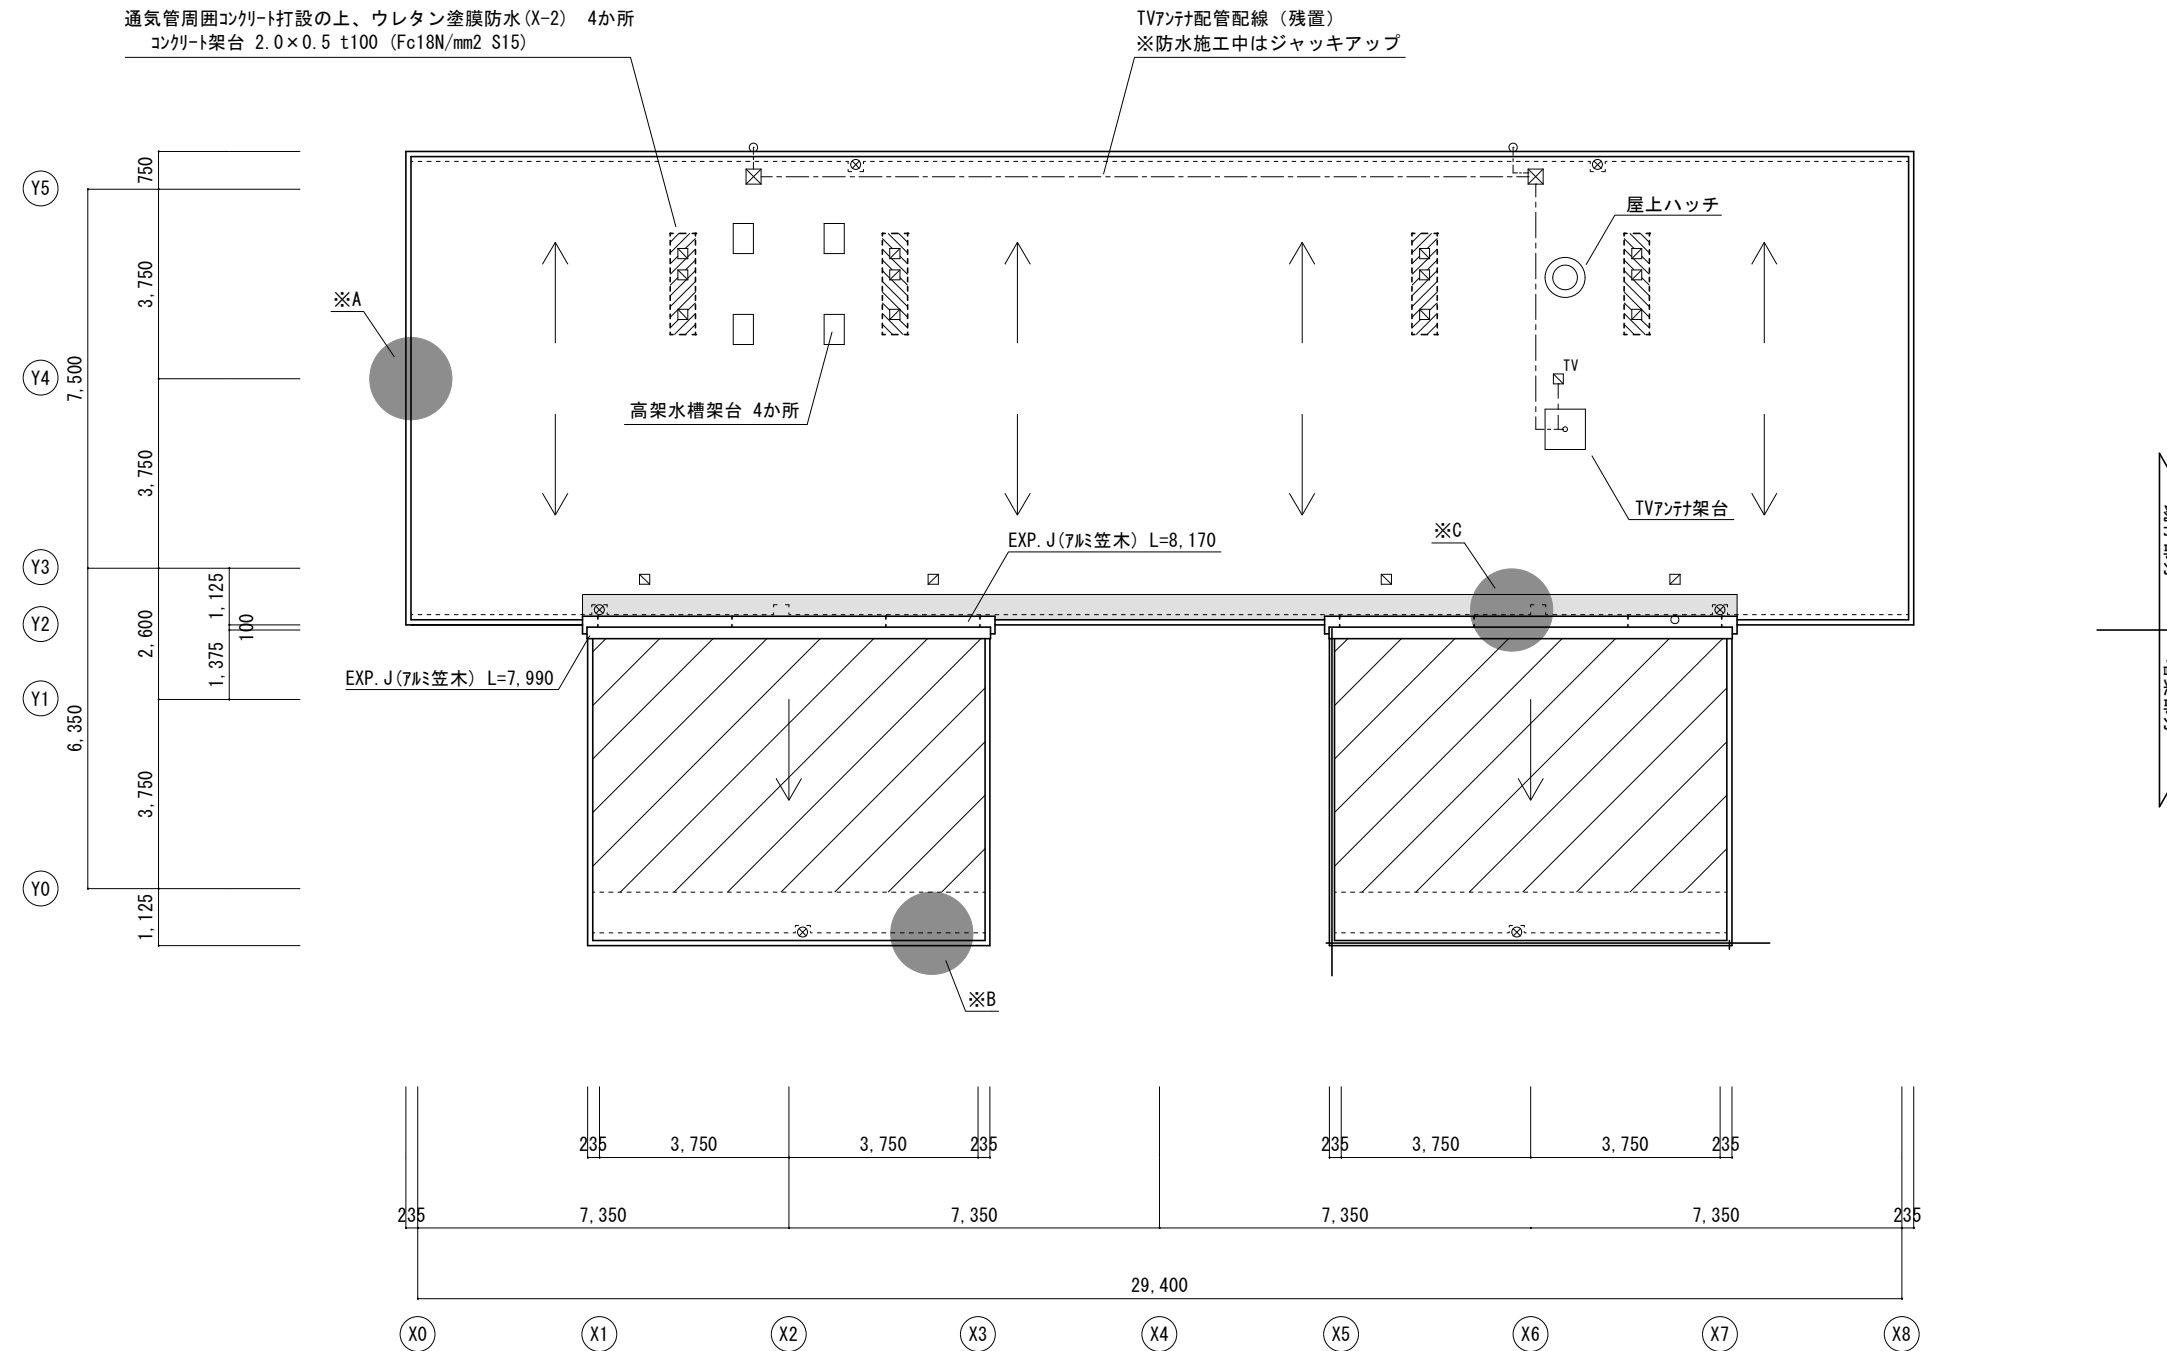 通気管周囲ｺﾝｸﾘｰﾄ打設の上、ウレタン塗膜防水(X-2) 4か所
ｺﾝｸﾘｰﾄ架台 2.0×0.5 t100 (Fc18N/mm2 S15)
TVｱﾝﾃﾅ配管配線（残置）
※防水施工中はジャッキアップ
Y5
Y4
Y3
Y2
Y1
Y0
750
3,750
3,750
2,600
3,750
1,125
7,500
6,350
1,125
100
1,375
※A
屋上ハッチ
高架水槽架台 4か所
TV
TVｱﾝﾃﾅ架台
EXP.J(ｱﾙﾐ笠木) L=8,170
※C
EXP.J(ｱﾙﾐ笠木) L=7,990
※B
235 3,750 3,750 235
235 3,750 3,750 235
235 7,350 7,350 7,350 7,350 235
29,400
X0 X1 X2 X3 X4 X5 X6 X7 X8